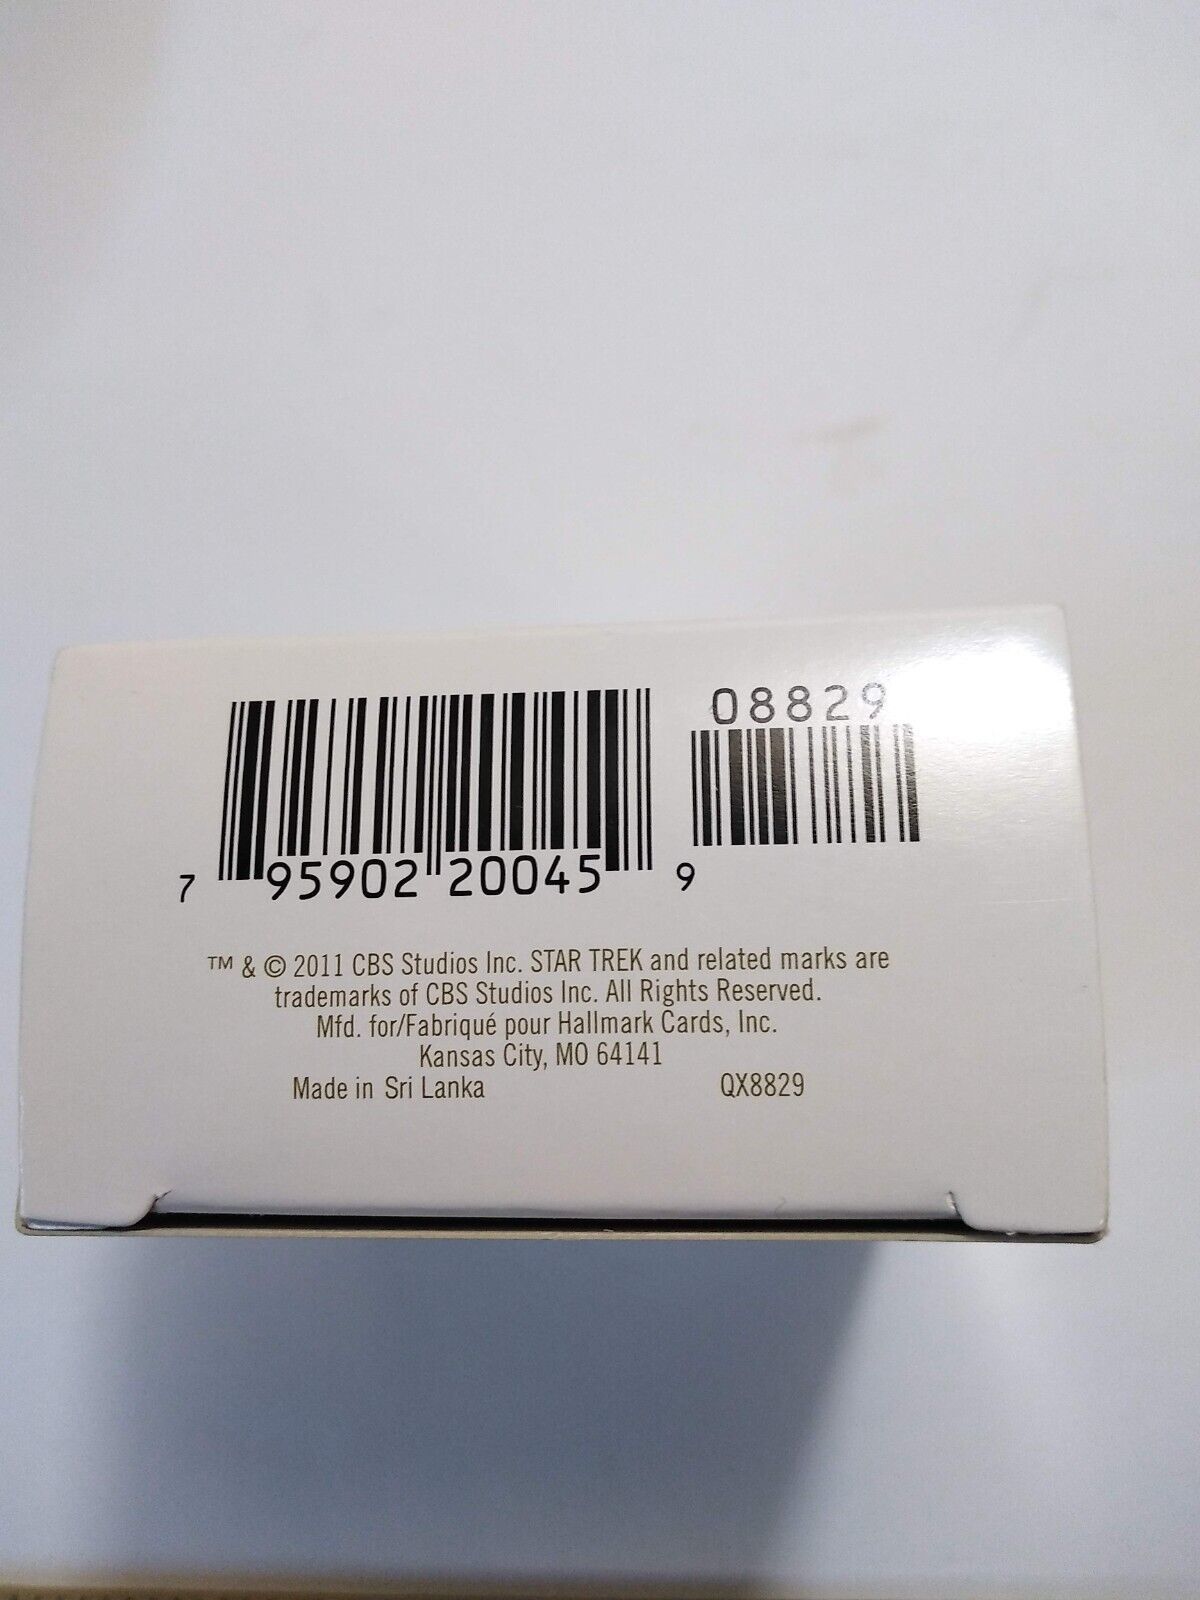 08829
7 95902 20045 9
™ & © 2011 CBS Studios Inc. STAR TREK and related marks are
trademarks of CBS Studios Inc. All Rights Reserved.
Mfd. for/Fabriqué pour Hallmark Cards, Inc.
Kansas City, MO 64141
Made in Sri Lanka QX8829